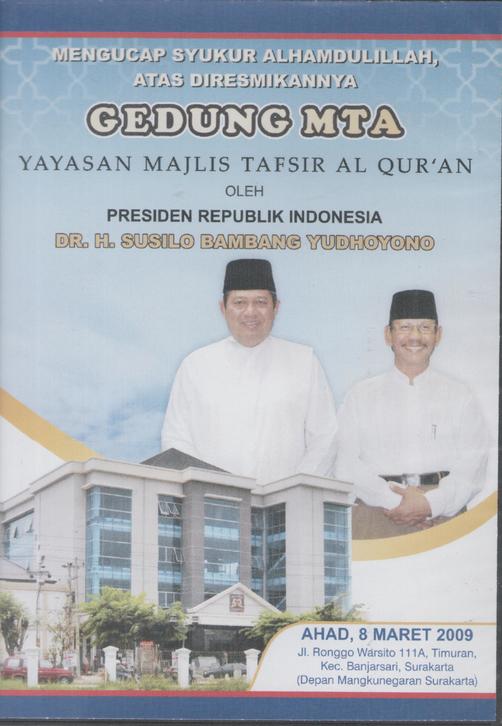 MENGUCAP SYUKUR ALHAMDULILLAH,
ATAS DIRESMIKANNYA
GEDUNG MTA
YAYASAN MAJLIS TAFSIR AL QUR'AN
OLEH
PRESIDEN REPUBLIK INDONESIA
DR. H. SUSILO BAMBANG YUDHOYONO
AHAD, 8 MARET 2009
Jl. Ronggo Warsito 111A, Timuran,
Kec. Banjarsari, Surakarta
(Depan Mangkunegaran Surakarta)